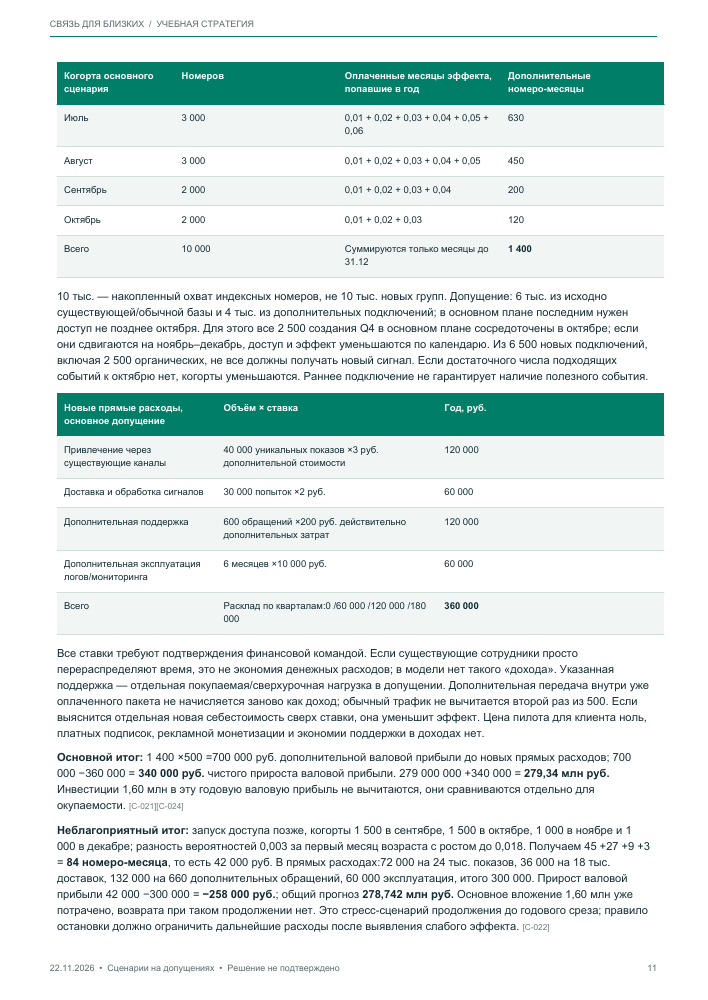 СВЯЗЬ ДЛЯ БЛИЗКИХ / УЧЕБНАЯ СТРАТЕГИЯ
Когорта основного сценария | Номеров | Оплаченные месяцы эффекта, попавшие в год | Дополнительные номеро-месяцы
Июль | 3 000 | 0,01 + 0,02 + 0,03 + 0,04 + 0,05 + 0,06 | 630
Август | 3 000 | 0,01 + 0,02 + 0,03 + 0,04 + 0,05 | 450
Сентябрь | 2 000 | 0,01 + 0,02 + 0,03 + 0,04 | 200
Октябрь | 2 000 | 0,01 + 0,02 + 0,03 | 120
Всего | 10 000 | Суммируются только месяцы до 31.12 | 1 400
10 тыс. — накопленный охват индексных номеров, не 10 тыс. новых групп. Допущение: 6 тыс. из исходно
существующей/обычной базы и 4 тыс. из дополнительных подключений; в основном плане последним нужен
доступ не позднее октября. Для этого все 2 500 создания Q4 в основном плане сосредоточены в октябре; если
они сдвигаются на ноябрь–декабрь, доступ и эффект уменьшаются по календарю. Из 6 500 новых подключений,
включая 2 500 органических, не все должны получать новый сигнал. Если достаточного числа подходящих
событий к октябрю нет, когорты уменьшаются. Раннее подключение не гарантирует наличие полезного события.
Новые прямые расходы, основное допущение | Объём × ставка | Год, руб.
Привлечение через существующие каналы | 40 000 уникальных показов ×3 руб. дополнительной стоимости | 120 000
Доставка и обработка сигналов | 30 000 попыток ×2 руб. | 60 000
Дополнительная поддержка | 600 обращений ×200 руб. действительно дополнительных затрат | 120 000
Дополнительная эксплуатация логов/мониторинга | 6 месяцев ×10 000 руб. | 60 000
Всего | Расклад по кварталам:0 /60 000 /120 000 /180 000 | 360 000
Все ставки требуют подтверждения финансовой командой. Если существующие сотрудники просто
перераспределяют время, это не экономия денежных расходов; в модели нет такого «дохода». Указанная
поддержка — отдельная покупаемая/сверхурочная нагрузка в допущении. Дополнительная передача внутри уже
оплаченного пакета не начисляется заново как доход; обычный трафик не вычитается второй раз из 500. Если
выяснится отдельная новая себестоимость сверх ставки, она уменьшит эффект. Цена пилота для клиента ноль,
платных подписок, рекламной монетизации и экономии поддержки в доходах нет.
Основной итог: 1 400 ×500 =700 000 руб. дополнительной валовой прибыли до новых прямых расходов; 700
000 −360 000 = 340 000 руб. чистого прироста валовой прибыли. 279 000 000 +340 000 = 279,34 млн руб.
Инвестиции 1,60 млн в эту годовую валовую прибыль не вычитаются, они сравниваются отдельно для
окупаемости. [C-021][C-024]
Неблагоприятный итог: запуск доступа позже, когорты 1 500 в сентябре, 1 500 в октябре, 1 000 в ноябре и 1
000 в декабре; разность вероятностей 0,003 за первый месяц возраста с ростом до 0,018. Получаем 45 +27 +9 +3
= 84 номеро-месяца, то есть 42 000 руб. В прямых расходах:72 000 на 24 тыс. показов, 36 000 на 18 тыс.
доставок, 132 000 на 660 дополнительных обращений, 60 000 эксплуатация, итого 300 000. Прирост валовой
прибыли 42 000 −300 000 = −258 000 руб.; общий прогноз 278,742 млн руб. Основное вложение 1,60 млн уже
потрачено, возврата при таком продолжении нет. Это стресс-сценарий продолжения до годового среза; правило
остановки должно ограничить дальнейшие расходы после выявления слабого эффекта. [C-022]
22.11.2026 • Сценарии на допущениях • Решение не подтверждено
11